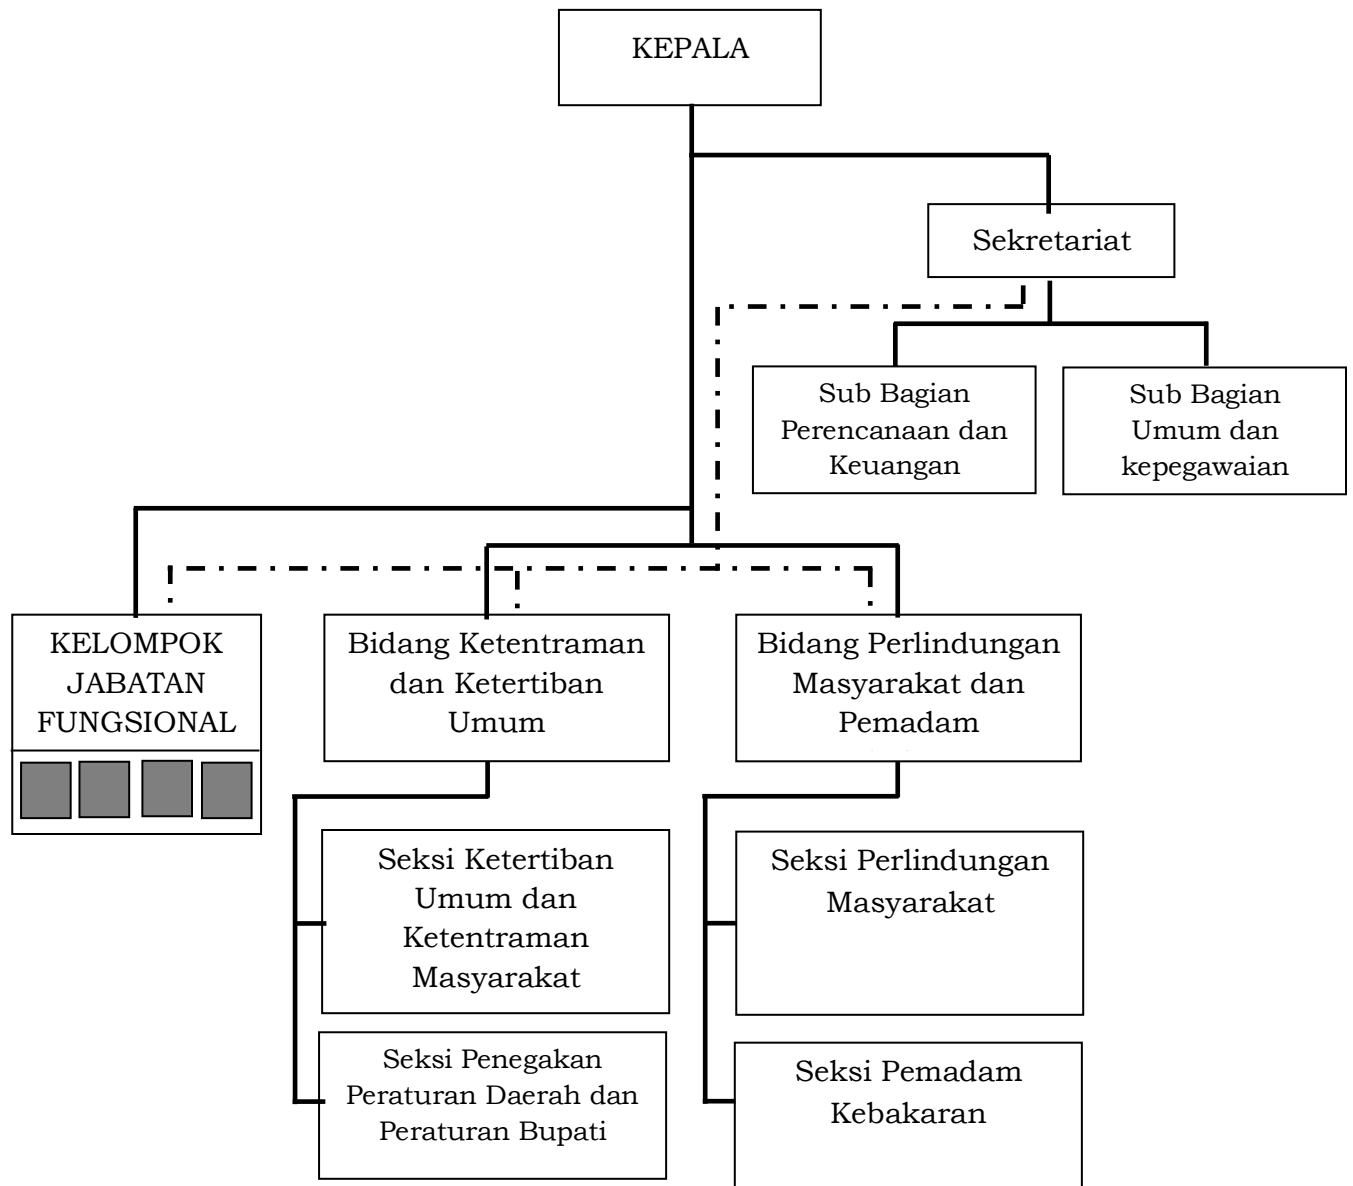 KEPALA
Sekretariat
Sub Bagian
Perencanaan dan
Keuangan
Sub Bagian
Umum dan
kepegawaian
KELOMPOK
JABATAN
FUNGSIONAL
Bidang Ketentraman
dan Ketertiban
Umum
Bidang Perlindungan
Masyarakat dan
Pemadam
Seksi Ketertiban
Umum dan
Ketentraman
Masyarakat
Seksi Perlindungan
Masyarakat
Seksi Penegakan
Peraturan Daerah dan
Peraturan Bupati
Seksi Pemadam
Kebakaran